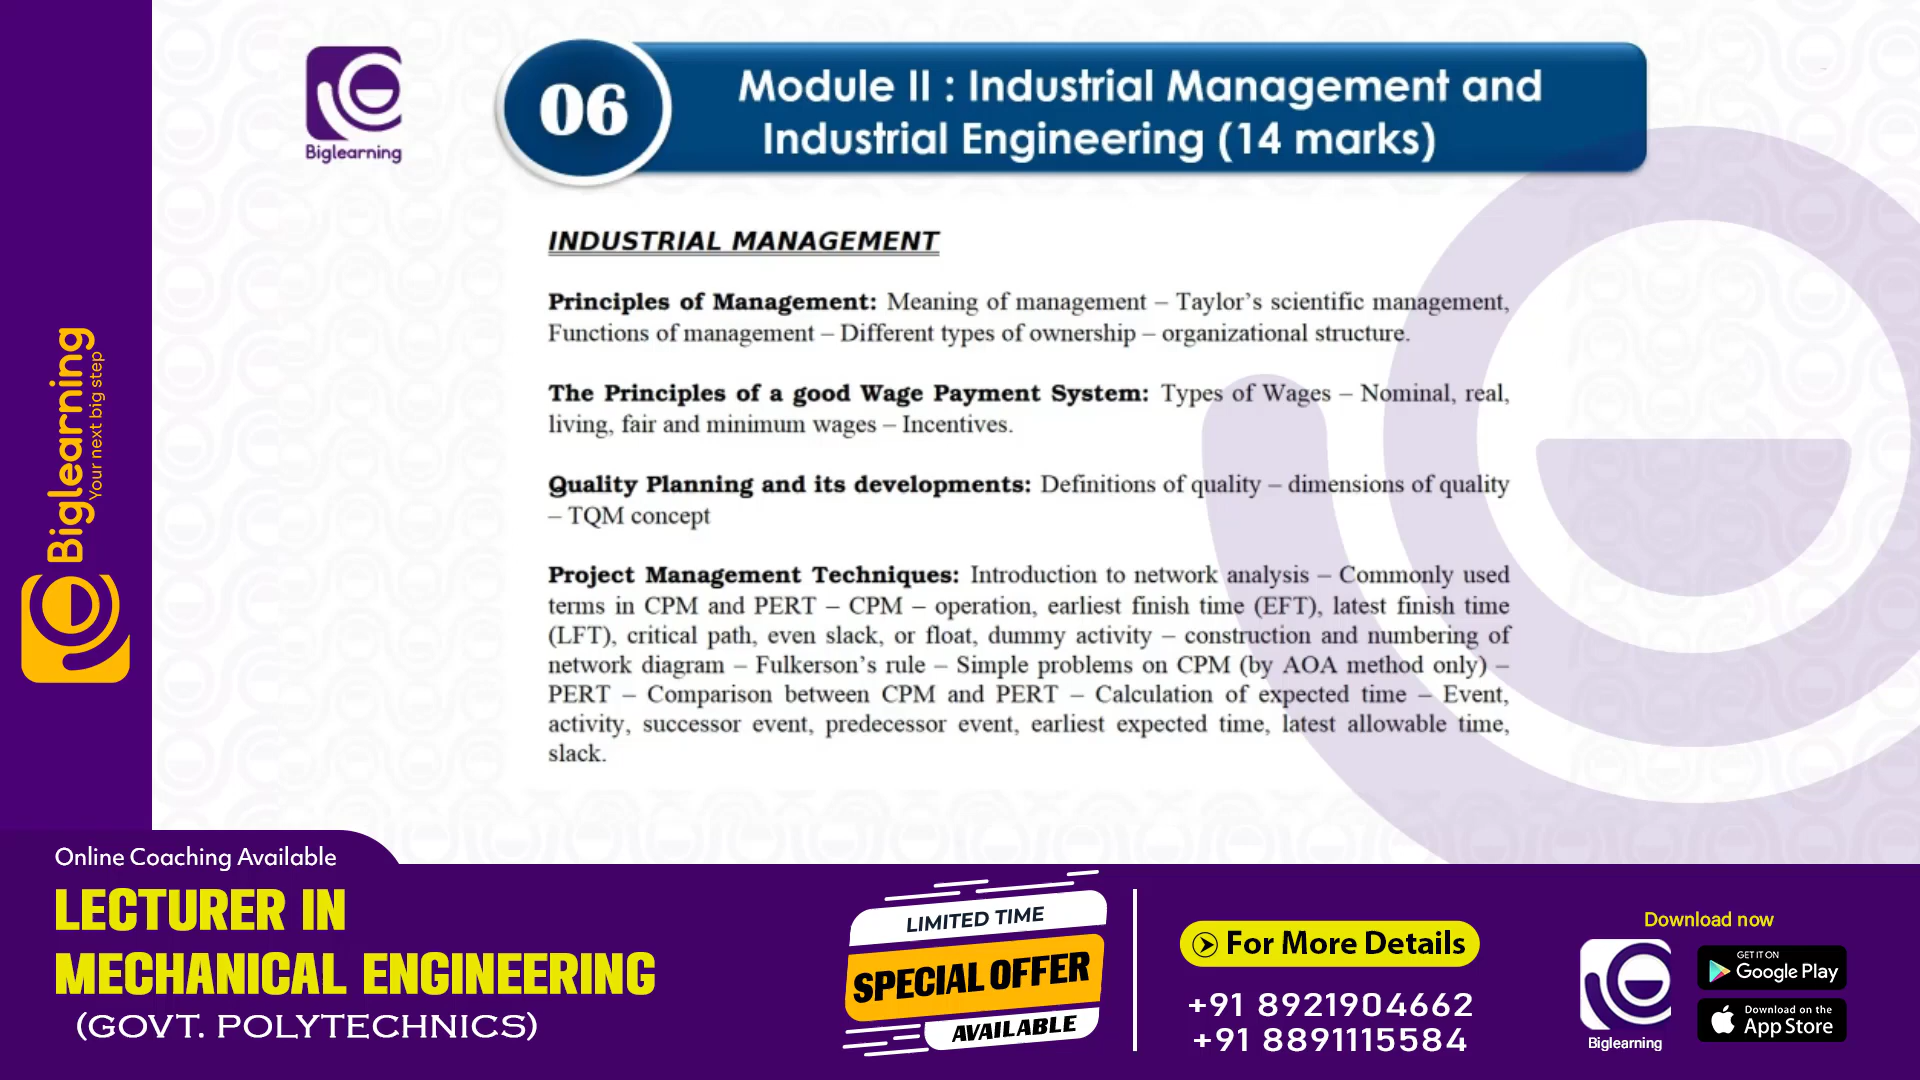 Biglearning
06
Module II : Industrial Management and
Industrial Engineering (14 marks)
INDUSTRIAL MANAGEMENT
Principles of Management: Meaning of management – Taylor's scientific management,
Functions of management – Different types of ownership – organizational structure.
The Principles of a good Wage Payment System: Types of Wages – Nominal, real,
living, fair and minimum wages – Incentives.
Quality Planning and its developments: Definitions of quality – dimensions of quality
– TQM concept
Project Management Techniques: Introduction to network analysis – Commonly used
terms in CPM and PERT – CPM – operation, earliest finish time (EFT), latest finish time
(LFT), critical path, even slack, or float, dummy activity – construction and numbering of
network diagram – Fulkerson's rule – Simple problems on CPM (by AOA method only) –
PERT – Comparison between CPM and PERT – Calculation of expected time – Event,
activity, successor event, predecessor event, earliest expected time, latest allowable time,
slack.
Biglearning
Your next big step
Online Coaching Available
LECTURER IN
MECHANICAL ENGINEERING
(GOVT. POLYTECHNICS)
LIMITED TIME
SPECIAL OFFER
AVAILABLE
For More Details
+91 8921904662
+91 8891115584
Download now
Biglearning
GET IT ON
Google Play
Download on the
App Store